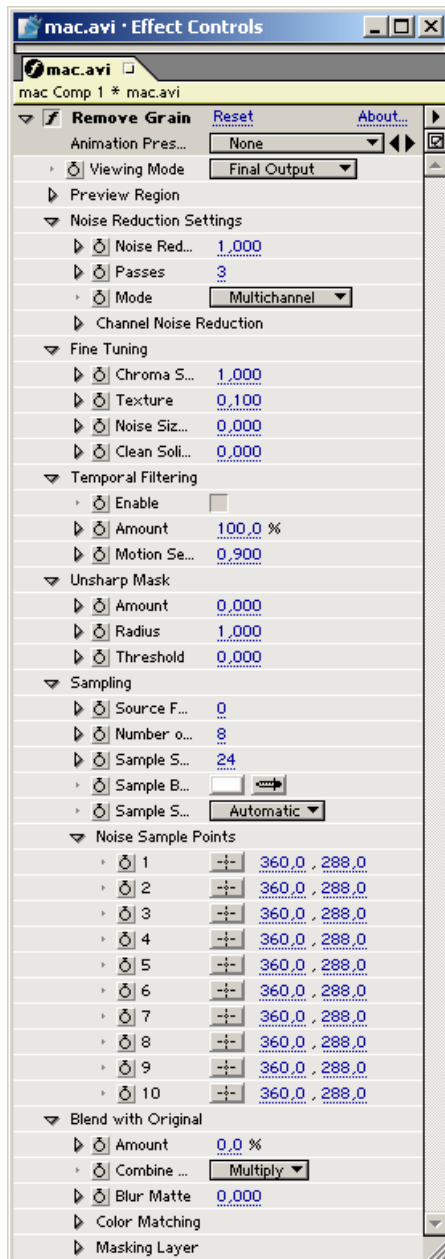 mac.avi · Effect Controls
mac.avi
mac Comp 1 * mac.avi
Remove Grain Reset About...
Animation Pres... None
Viewing Mode Final Output
Preview Region
Noise Reduction Settings
Noise Red... 1,000
Passes 3
Mode Multichannel
Channel Noise Reduction
Fine Tuning
Chroma S... 1,000
Texture 0,100
Noise Siz... 0,000
Clean Soli... 0,000
Temporal Filtering
Enable
Amount 100,0 %
Motion Se... 0,900
Unsharp Mask
Amount 0,000
Radius 1,000
Threshold 0,000
Sampling
Source F... 0
Number o... 8
Sample S... 24
Sample B...
Sample S... Automatic
Noise Sample Points
1 360,0 , 288,0
2 360,0 , 288,0
3 360,0 , 288,0
4 360,0 , 288,0
5 360,0 , 288,0
6 360,0 , 288,0
7 360,0 , 288,0
8 360,0 , 288,0
9 360,0 , 288,0
10 360,0 , 288,0
Blend with Original
Amount 0,0 %
Combine ... Multiply
Blur Matte 0,000
Color Matching
Masking Layer